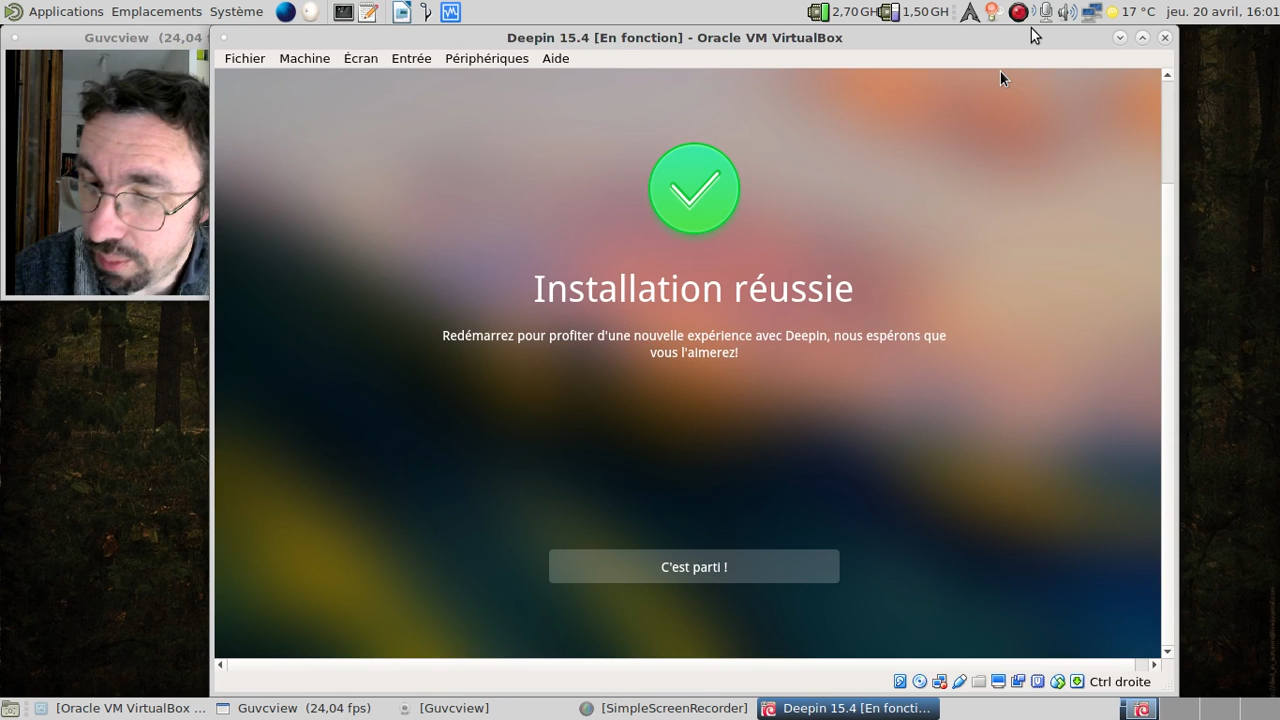 Applications Emplacements Système
2,70 GH 1,50 GH 17 °C jeu. 20 avril, 16:01
Guvcview (24,04
Deepin 15.4 [En fonction] - Oracle VM VirtualBox
Fichier Machine Écran Entrée Périphériques Aide
Installation réussie
Redémarrez pour profiter d'une nouvelle expérience avec Deepin, nous espérons que
vous l'aimerez!
C'est parti !
Ctrl droite
[Oracle VM VirtualBox ... Guvcview (24,04 fps) [Guvcview] [SimpleScreenRecorder] Deepin 15.4 [En foncti...